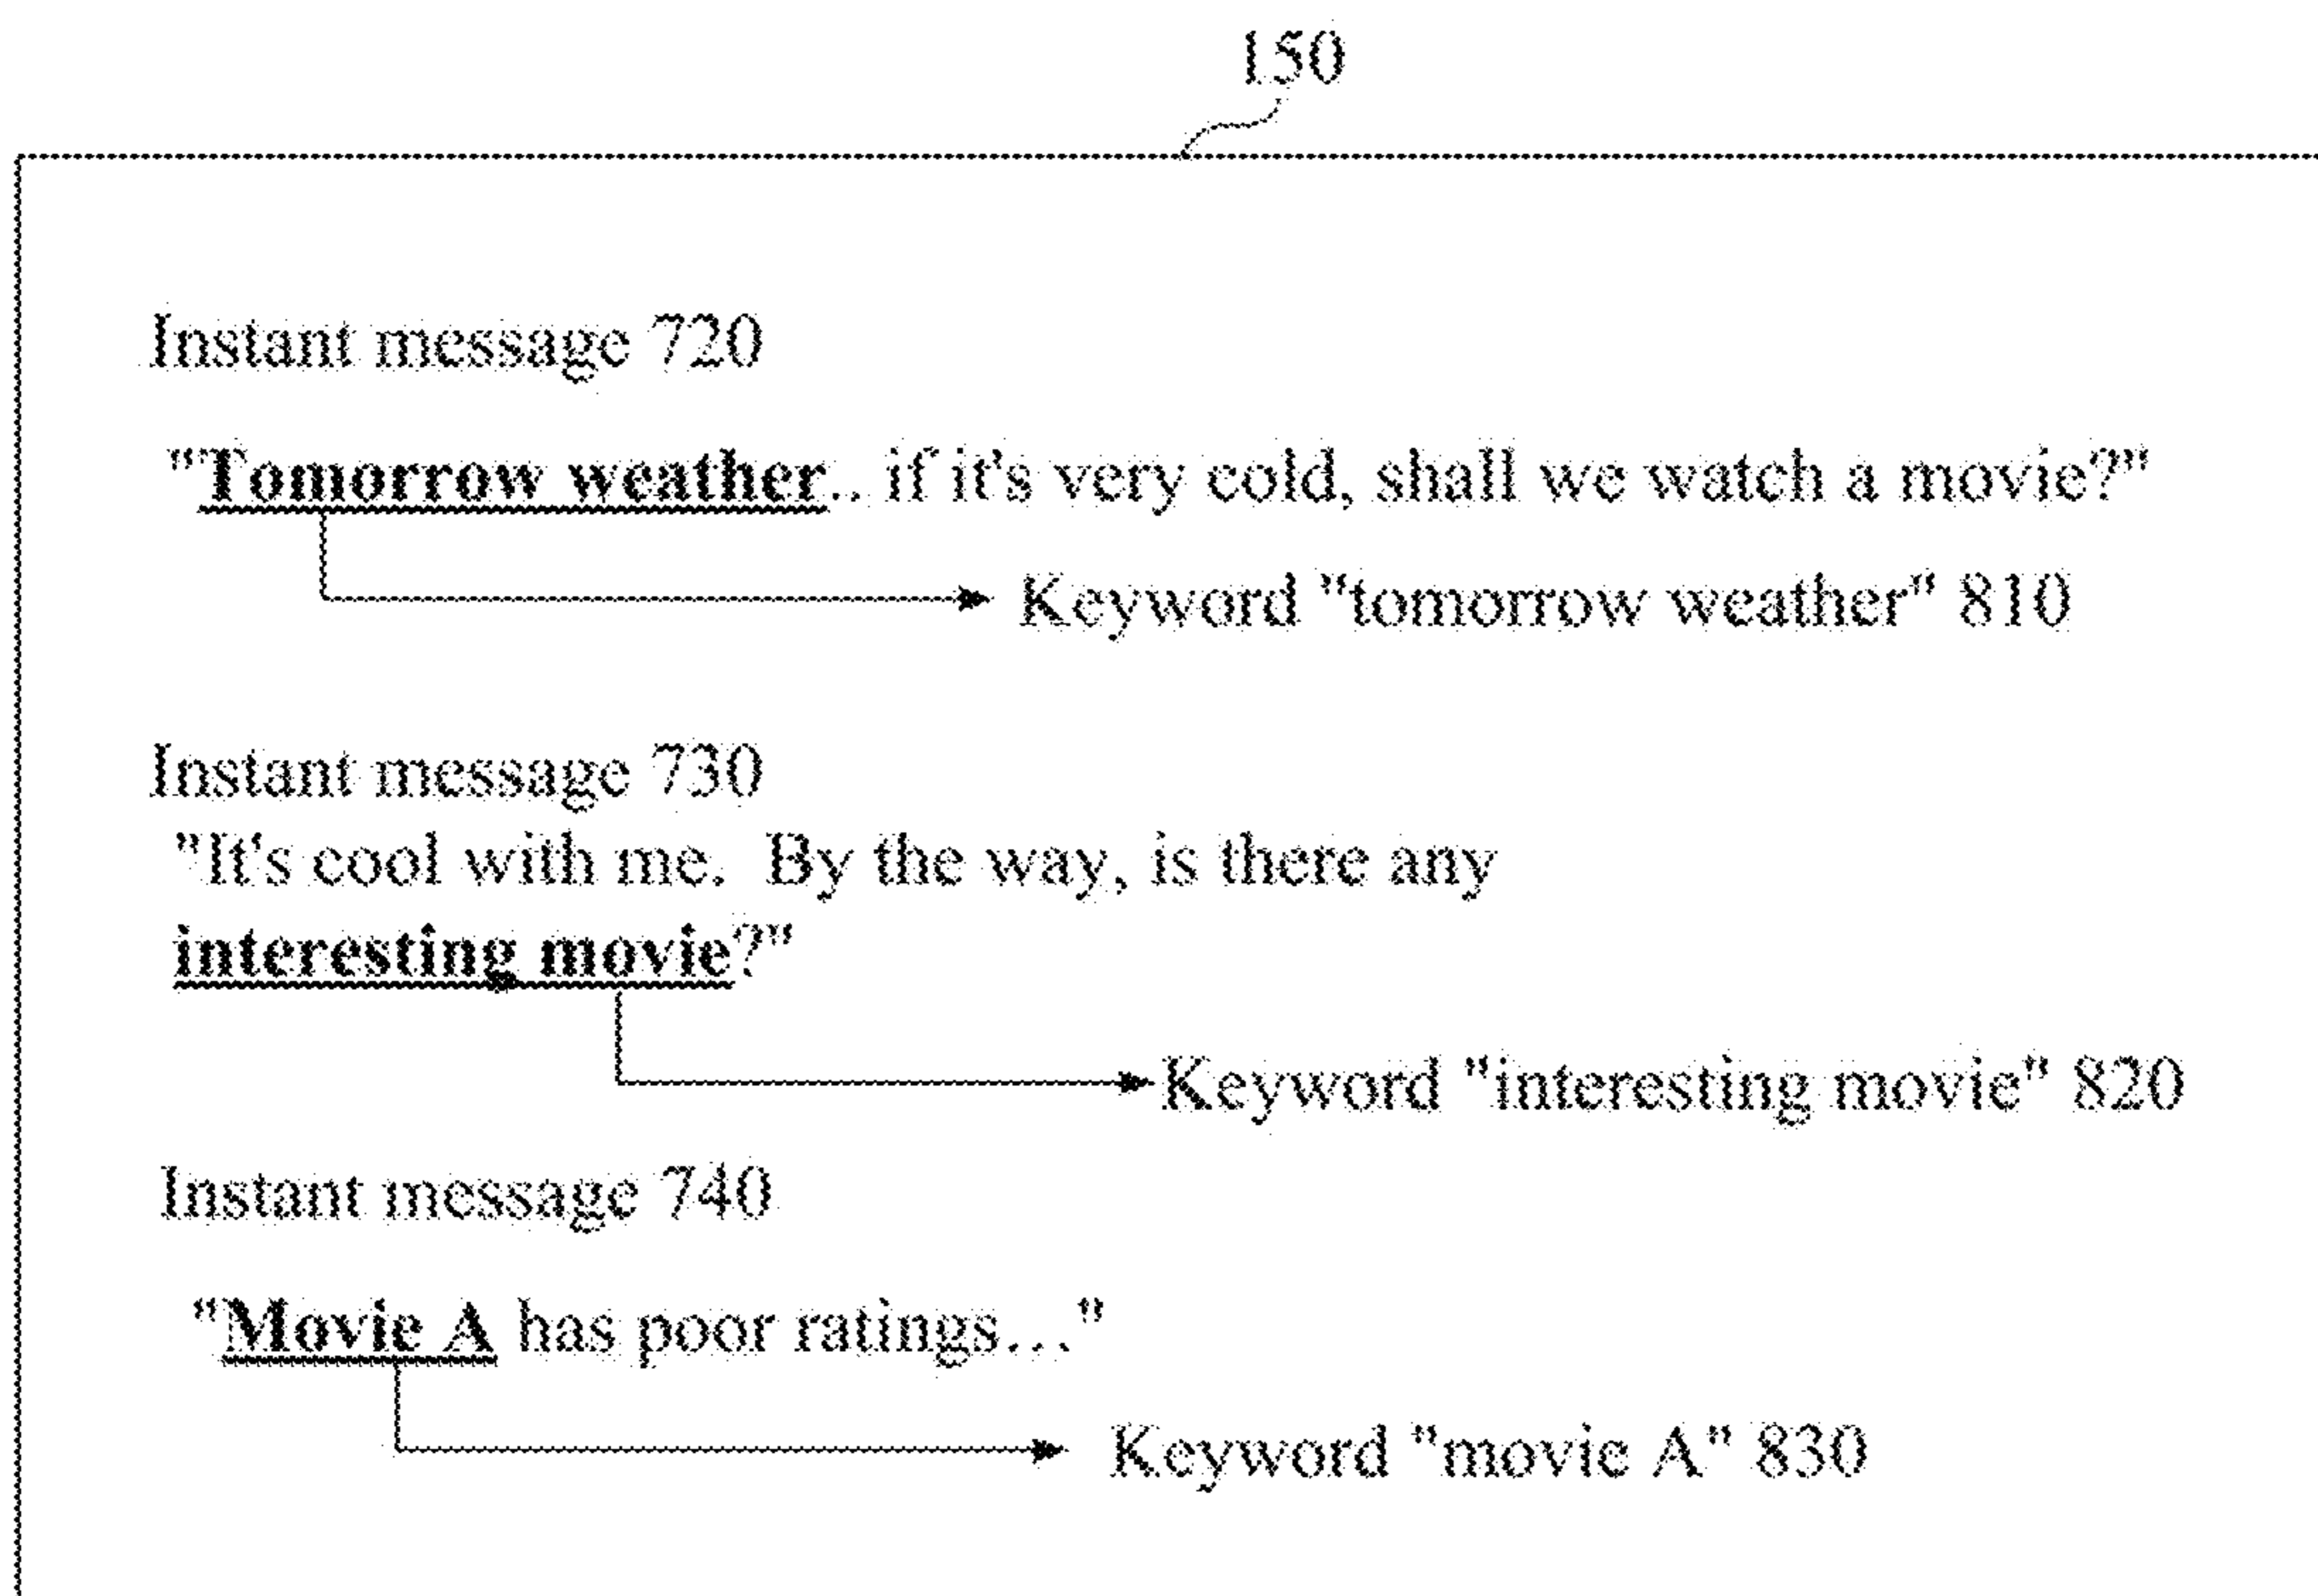 150
Instant message 720
"Tomorrow weather... if it's very cold, shall we watch a movie?"
Keyword "tomorrow weather" 810
Instant message 730
"It's cool with me.  By the way, is there any
interesting movie?"
Keyword "interesting movie" 820
Instant message 740
"Movie A has poor ratings..."
Keyword "movie A" 830